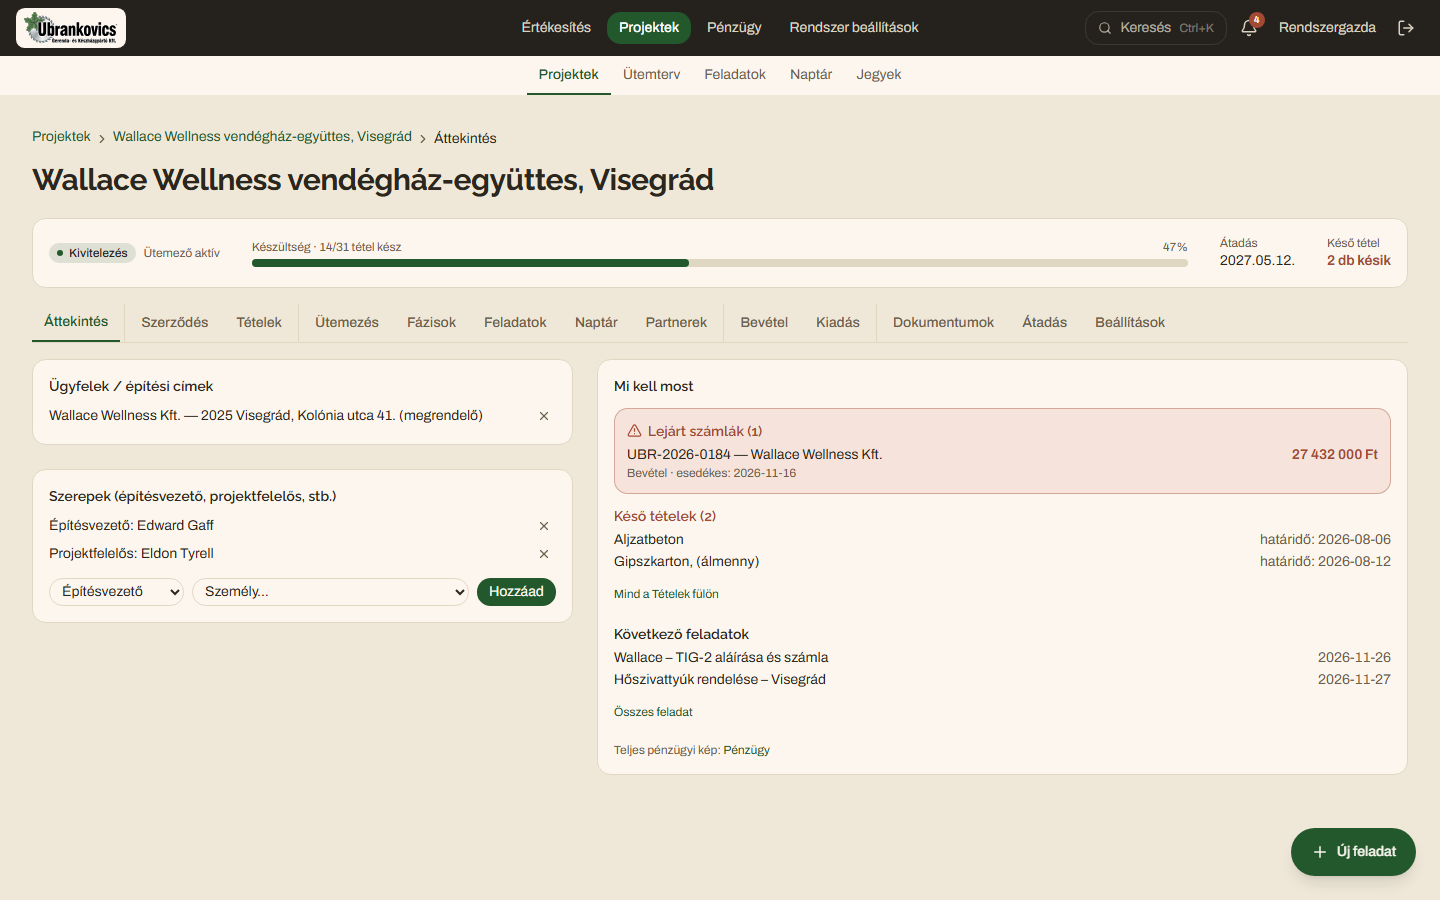 Ubrankovics
Gerenda- és Készházgyártó Kft.
Értékesítés
Projektek
Pénzügy
Rendszer beállítások
Keresés Ctrl+K
4
Rendszergazda
Projektek
Ütemterv
Feladatok
Naptár
Jegyek
Projektek › Wallace Wellness vendégház-együttes, Visegrád › Áttekintés
Wallace Wellness vendégház-együttes, Visegrád
Kivitelezés
Ütemező aktív
Készültség · 14/31 tétel kész
47%
Átadás
2027.05.12.
Késő tétel
2 db késik
Áttekintés
Szerződés
Tételek
Ütemezés
Fázisok
Feladatok
Naptár
Partnerek
Bevétel
Kiadás
Dokumentumok
Átadás
Beállítások
Ügyfelek / építési címek
Wallace Wellness Kft. — 2025 Visegrád, Kolónia utca 41. (megrendelő)
Szerepek (építésvezető, projektfelelős, stb.)
Építésvezető: Edward Gaff
Projektfelelős: Eldon Tyrell
Építésvezető
Személy...
Hozzáad
Mi kell most
Lejárt számlák (1)
UBR-2026-0184 — Wallace Wellness Kft.
27 432 000 Ft
Bevétel · esedékes: 2026-11-16
Késő tételek (2)
Aljzatbeton
határidő: 2026-08-06
Gipszkarton, (álmenny)
határidő: 2026-08-12
Mind a Tételek fülön
Következő feladatok
Wallace – TIG-2 aláírása és számla
2026-11-26
Hőszivattyúk rendelése – Visegrád
2026-11-27
Összes feladat
Teljes pénzügyi kép: Pénzügy
Új feladat